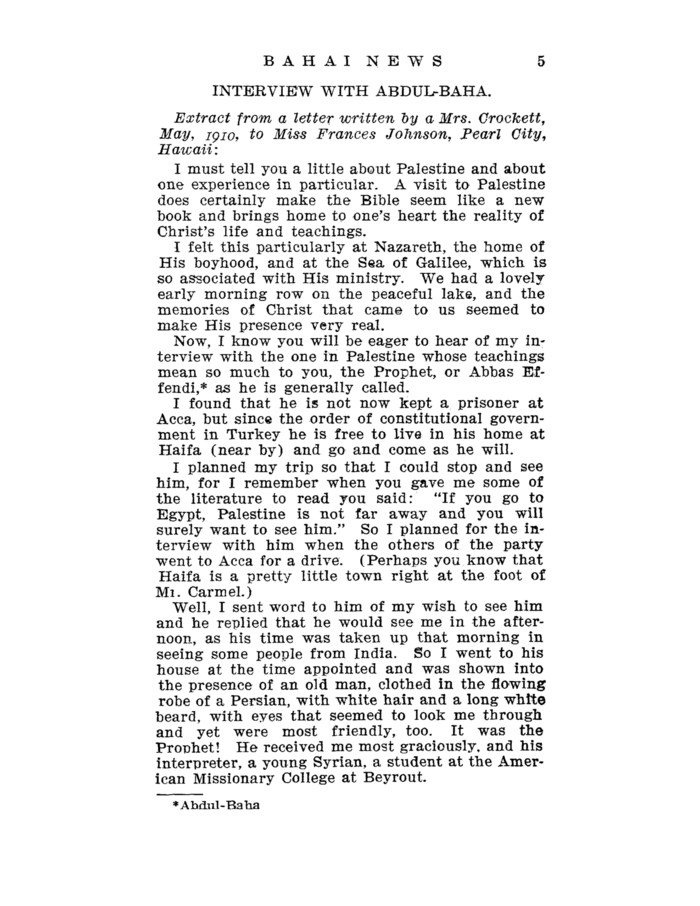 BAHAI NEWS 5
INTERVIEW WITH ABDUL-BAHA.
Extract from a letter written by a Mrs. Crockett,
May, 1910, to Miss Frances Johnson, Pearl City,
Hawaii:
I must tell you a little about Palestine and about
one experience in particular. A visit to Palestine
does certainly make the Bible seem like a new
book and brings home to one's heart the reality of
Christ's life and teachings.
I felt this particularly at Nazareth, the home of
His boyhood, and at the Sea of Galilee, which is
so associated with His ministry. We had a lovely
early morning row on the peaceful lake, and the
memories of Christ that came to us seemed to
make His presence very real.
Now, I know you will be eager to hear of my in-
terview with the one in Palestine whose teachings
mean so much to you, the Prophet, or Abbas Ef-
fendi,* as he is generally called.
I found that he is not now kept a prisoner at
Acca, but since the order of constitutional govern-
ment in Turkey he is free to live in his home at
Haifa (near by) and go and come as he will.
I planned my trip so that I could stop and see
him, for I remember when you gave me some of
the literature to read you said: "If you go to
Egypt, Palestine is not far away and you will
surely want to see him." So I planned for the in-
terview with him when the others of the party
went to Acca for a drive. (Perhaps you know that
Haifa is a pretty little town right at the foot of
Mt. Carmel.)
Well, I sent word to him of my wish to see him
and he replied that he would see me in the after-
noon, as his time was taken up that morning in
seeing some people from India. So I went to his
house at the time appointed and was shown into
the presence of an old man, clothed in the flowing
robe of a Persian, with white hair and a long white
beard, with eyes that seemed to look me through
and yet were most friendly, too. It was the
Prophet! He received me most graciously, and his
interpreter, a young Syrian, a student at the Amer-
ican Missionary College at Beyrout.
*Abdul-Baha